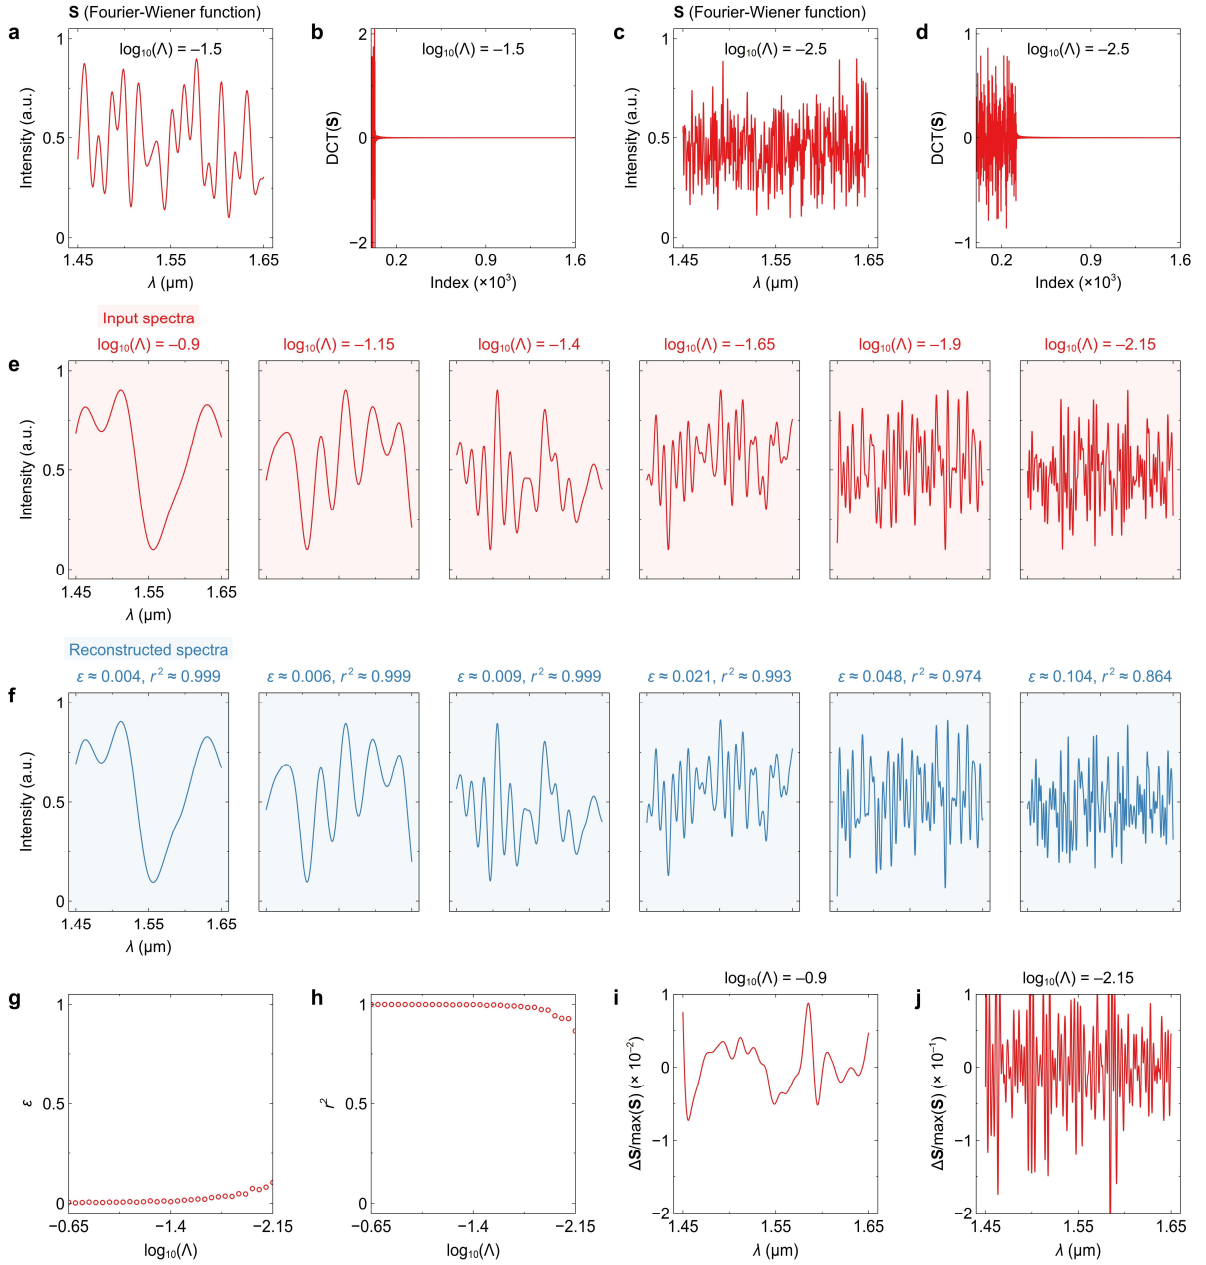 S (Fourier-Wiener function)
S (Fourier-Wiener function)
a
b
c
d
log₁₀(Λ) = –1.5
log₁₀(Λ) = –1.5
log₁₀(Λ) = –2.5
log₁₀(Λ) = –2.5
Intensity (a.u.)
1
0.5
0
1.45
1.55
1.65
λ (μm)
DCT(S)
2
0
−2
0.2
0.9
1.6
Index (×10³)
Intensity (a.u.)
1
0.5
0
1.45
1.55
1.65
λ (μm)
DCT(S)
1
0
−1
0.2
0.9
1.6
Index (×10³)
Input spectra
log₁₀(Λ) = –0.9
log₁₀(Λ) = –1.15
log₁₀(Λ) = –1.4
log₁₀(Λ) = –1.65
log₁₀(Λ) = –1.9
log₁₀(Λ) = –2.15
e
Intensity (a.u.)
1
0.5
0
1.45
1.55
1.65
λ (μm)
Reconstructed spectra
ε ≈ 0.004, r² ≈ 0.999
ε ≈ 0.006, r² ≈ 0.999
ε ≈ 0.009, r² ≈ 0.999
ε ≈ 0.021, r² ≈ 0.993
ε ≈ 0.048, r² ≈ 0.974
ε ≈ 0.104, r² ≈ 0.864
f
Intensity (a.u.)
1
0.5
0
1.45
1.55
1.65
λ (μm)
g
h
i
j
log₁₀(Λ) = –0.9
log₁₀(Λ) = –2.15
ε
1
0.5
0
−0.65
−1.4
−2.15
log₁₀(Λ)
r²
1
0.5
0
−0.65
−1.4
−2.15
log₁₀(Λ)
ΔS/max(S) (× 10⁻²)
1
0
−1
−2
1.45
1.55
1.65
λ (μm)
ΔS/max(S) (× 10⁻¹)
1
0
−1
−2
1.45
1.55
1.65
λ (μm)